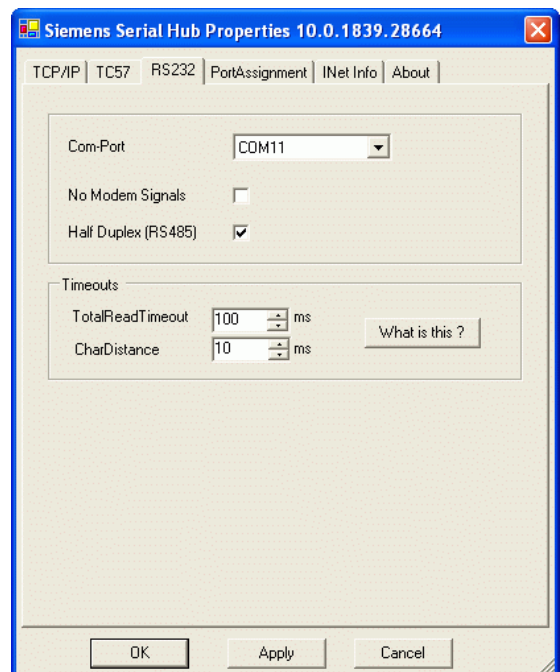 Siemens Serial Hub Properties 10.0.1839.28664
TCP/IP TC57 RS232 PortAssignment INet Info About
Com-Port COM11
No Modem Signals
Half Duplex (RS485)
Timeouts
TotalReadTimeout 100 ms
What is this ?
CharDistance 10 ms
OK Apply Cancel